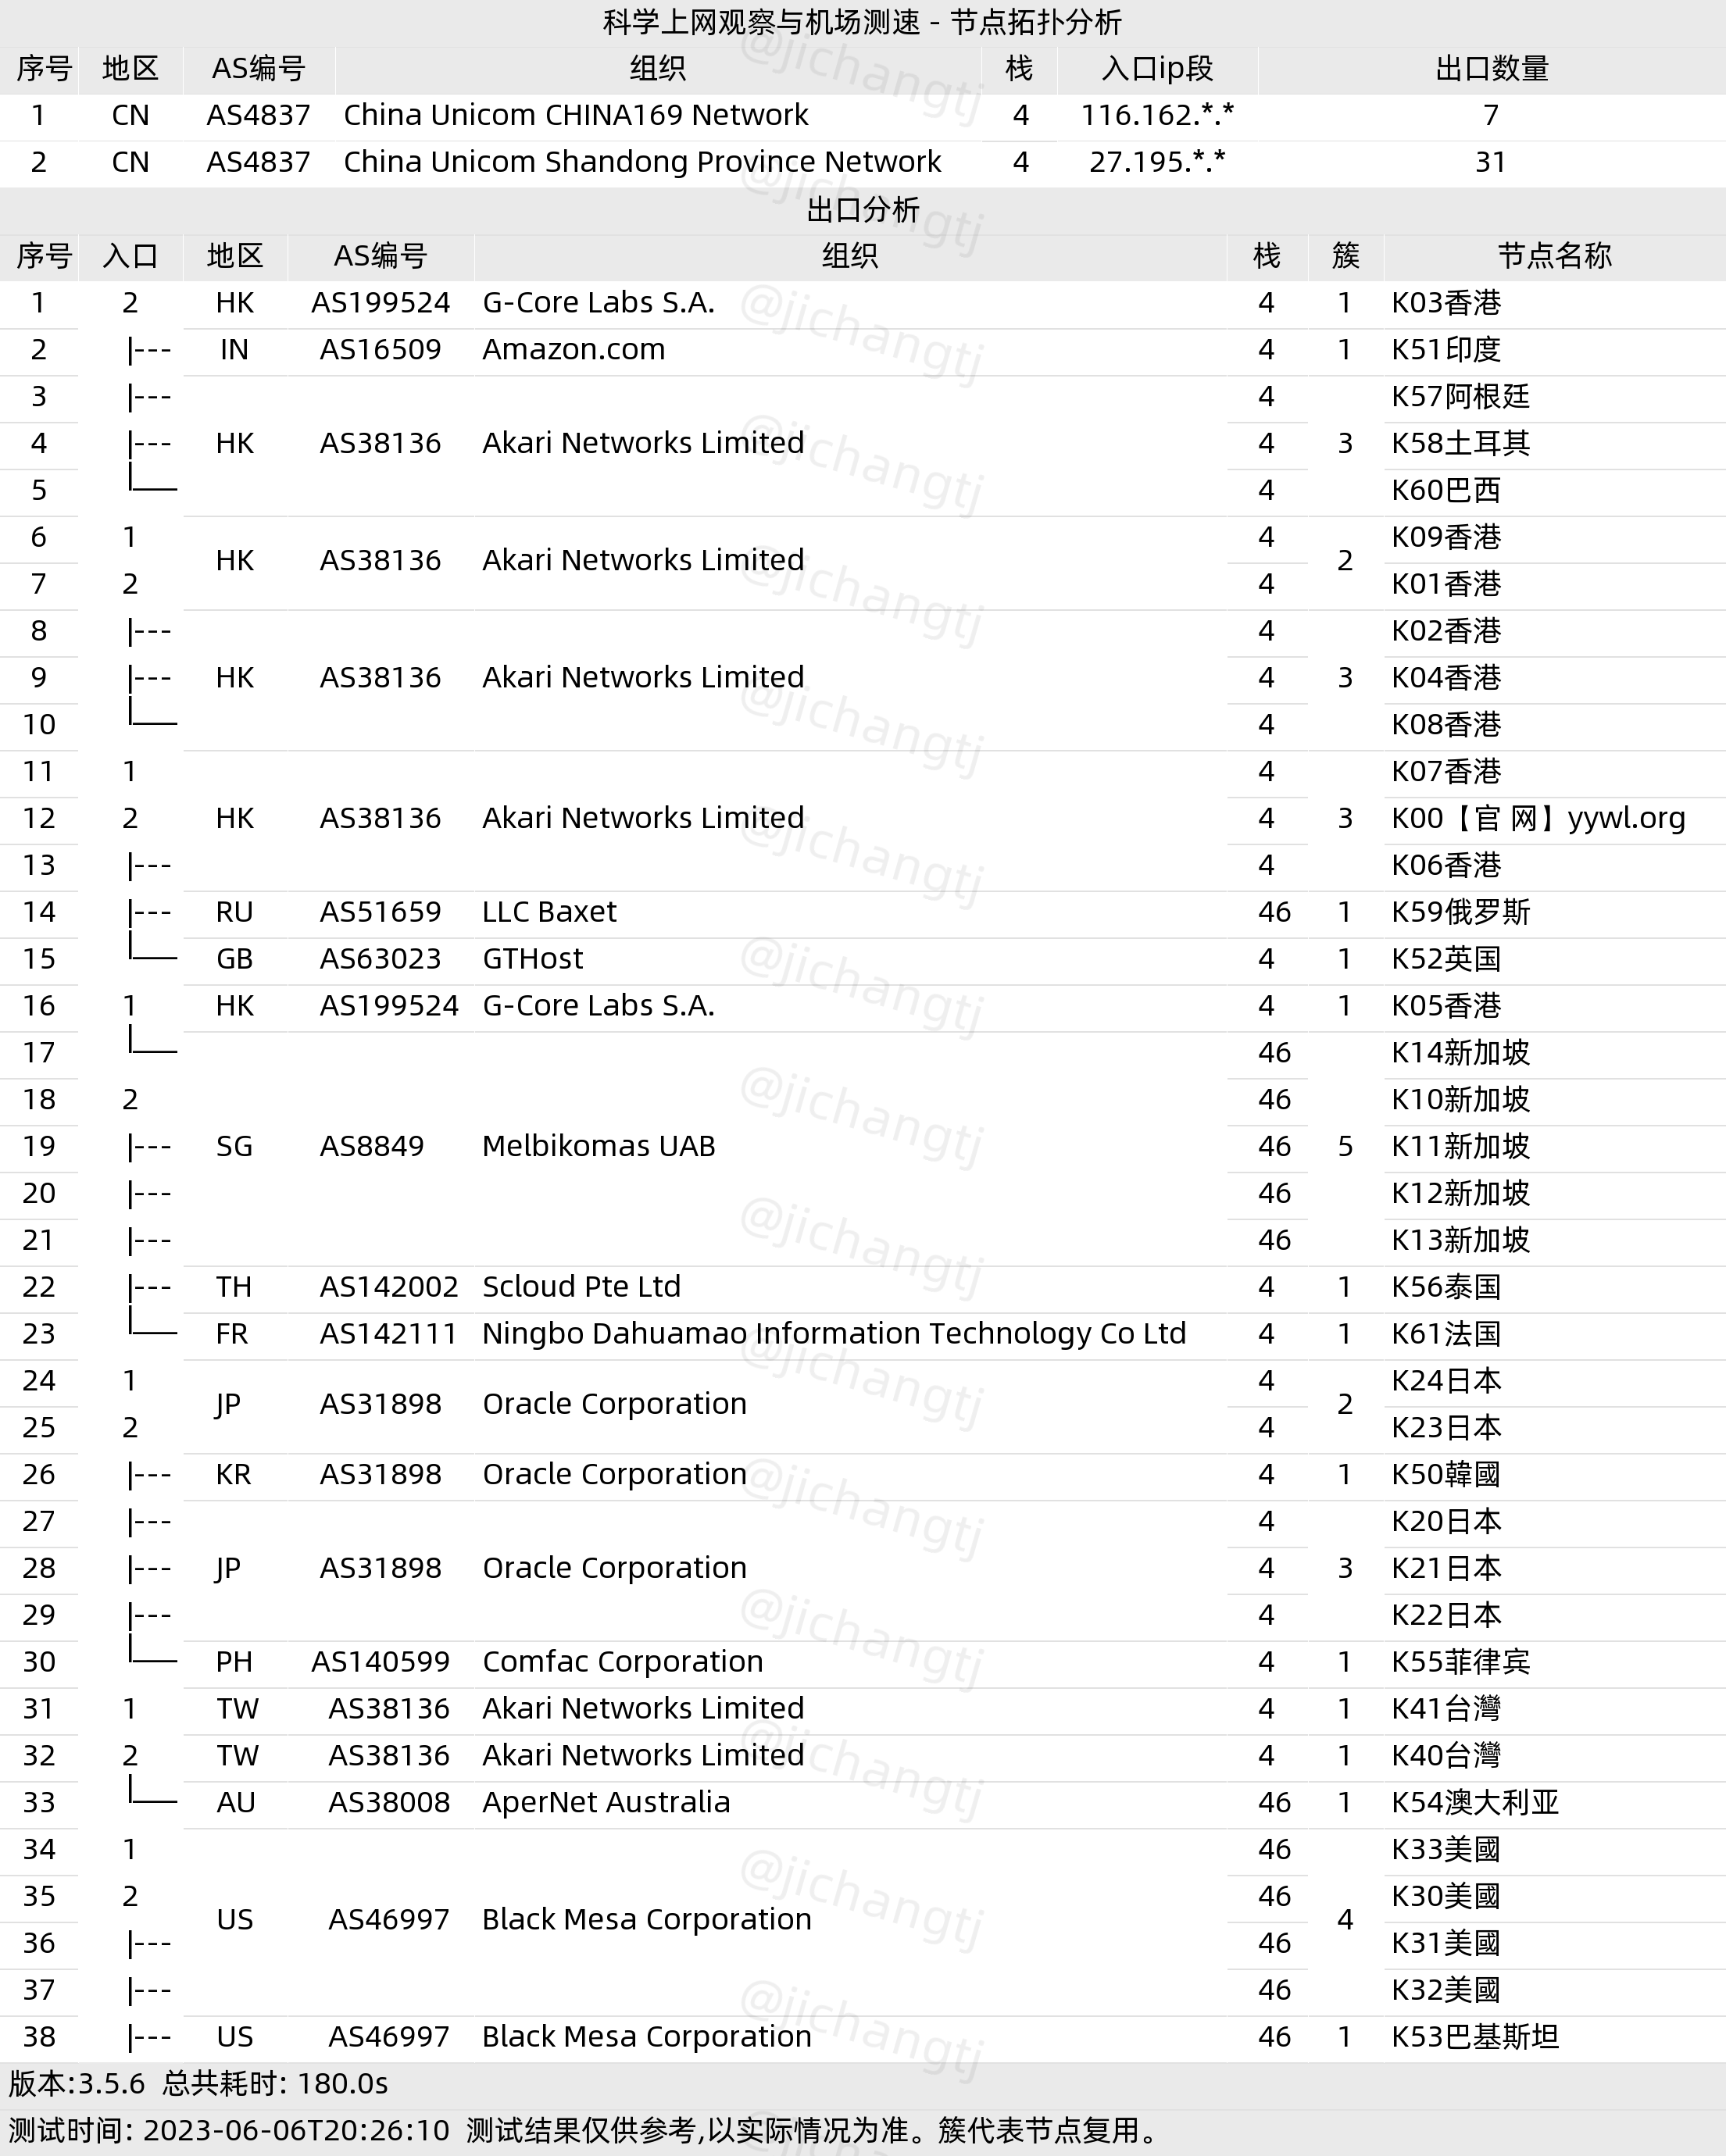 科学上网观察与机场测速 - 节点拓扑分析
序号 地区 AS编号 组织 栈 入口ip段 出口数量
1 CN AS4837 China Unicom CHINA169 Network 4 116.162.*.* 7
2 CN AS4837 China Unicom Shandong Province Network 4 27.195.*.* 31
出口分析
序号 入口 地区 AS编号 组织 栈 簇 节点名称
1 2 HK AS199524 G-Core Labs S.A. 4 1 K03香港
2 |--- IN AS16509 Amazon.com 4 1 K51印度
3 |--- 4 K57阿根廷
4 |--- HK AS38136 Akari Networks Limited 4 3 K58土耳其
5 4 K60巴西
6 1 4 K09香港
HK AS38136 Akari Networks Limited 2
7 2 4 K01香港
8 |--- 4 K02香港
9 |--- HK AS38136 Akari Networks Limited 4 3 K04香港
10 4 K08香港
11 1 4 K07香港
12 2 HK AS38136 Akari Networks Limited 4 3 K00【官 网】yywl.org
13 |--- 4 K06香港
14 |--- RU AS51659 LLC Baxet 46 1 K59俄罗斯
15 GB AS63023 GTHost 4 1 K52英国
16 1 HK AS199524 G-Core Labs S.A. 4 1 K05香港
17 46 K14新加坡
18 2 46 K10新加坡
19 |--- SG AS8849 Melbikomas UAB 46 5 K11新加坡
20 |--- 46 K12新加坡
21 |--- 46 K13新加坡
22 |--- TH AS142002 Scloud Pte Ltd 4 1 K56泰国
23 FR AS142111 Ningbo Dahuamao Information Technology Co Ltd 4 1 K61法国
24 1 4 K24日本
JP AS31898 Oracle Corporation 2
25 2 4 K23日本
26 |--- KR AS31898 Oracle Corporation 4 1 K50韓國
27 |--- 4 K20日本
28 |--- JP AS31898 Oracle Corporation 4 3 K21日本
29 |--- 4 K22日本
30 PH AS140599 Comfac Corporation 4 1 K55菲律宾
31 1 TW AS38136 Akari Networks Limited 4 1 K41台灣
32 2 TW AS38136 Akari Networks Limited 4 1 K40台灣
33 AU AS38008 AperNet Australia 46 1 K54澳大利亚
34 1 46 K33美國
35 2 46 K30美國
US AS46997 Black Mesa Corporation 4
36 |--- 46 K31美國
37 |--- 46 K32美國
38 |--- US AS46997 Black Mesa Corporation 46 1 K53巴基斯坦
版本:3.5.6 总共耗时: 180.0s
测试时间: 2023-06-06T20:26:10 测试结果仅供参考,以实际情况为准。簇代表节点复用。
@jichangtj